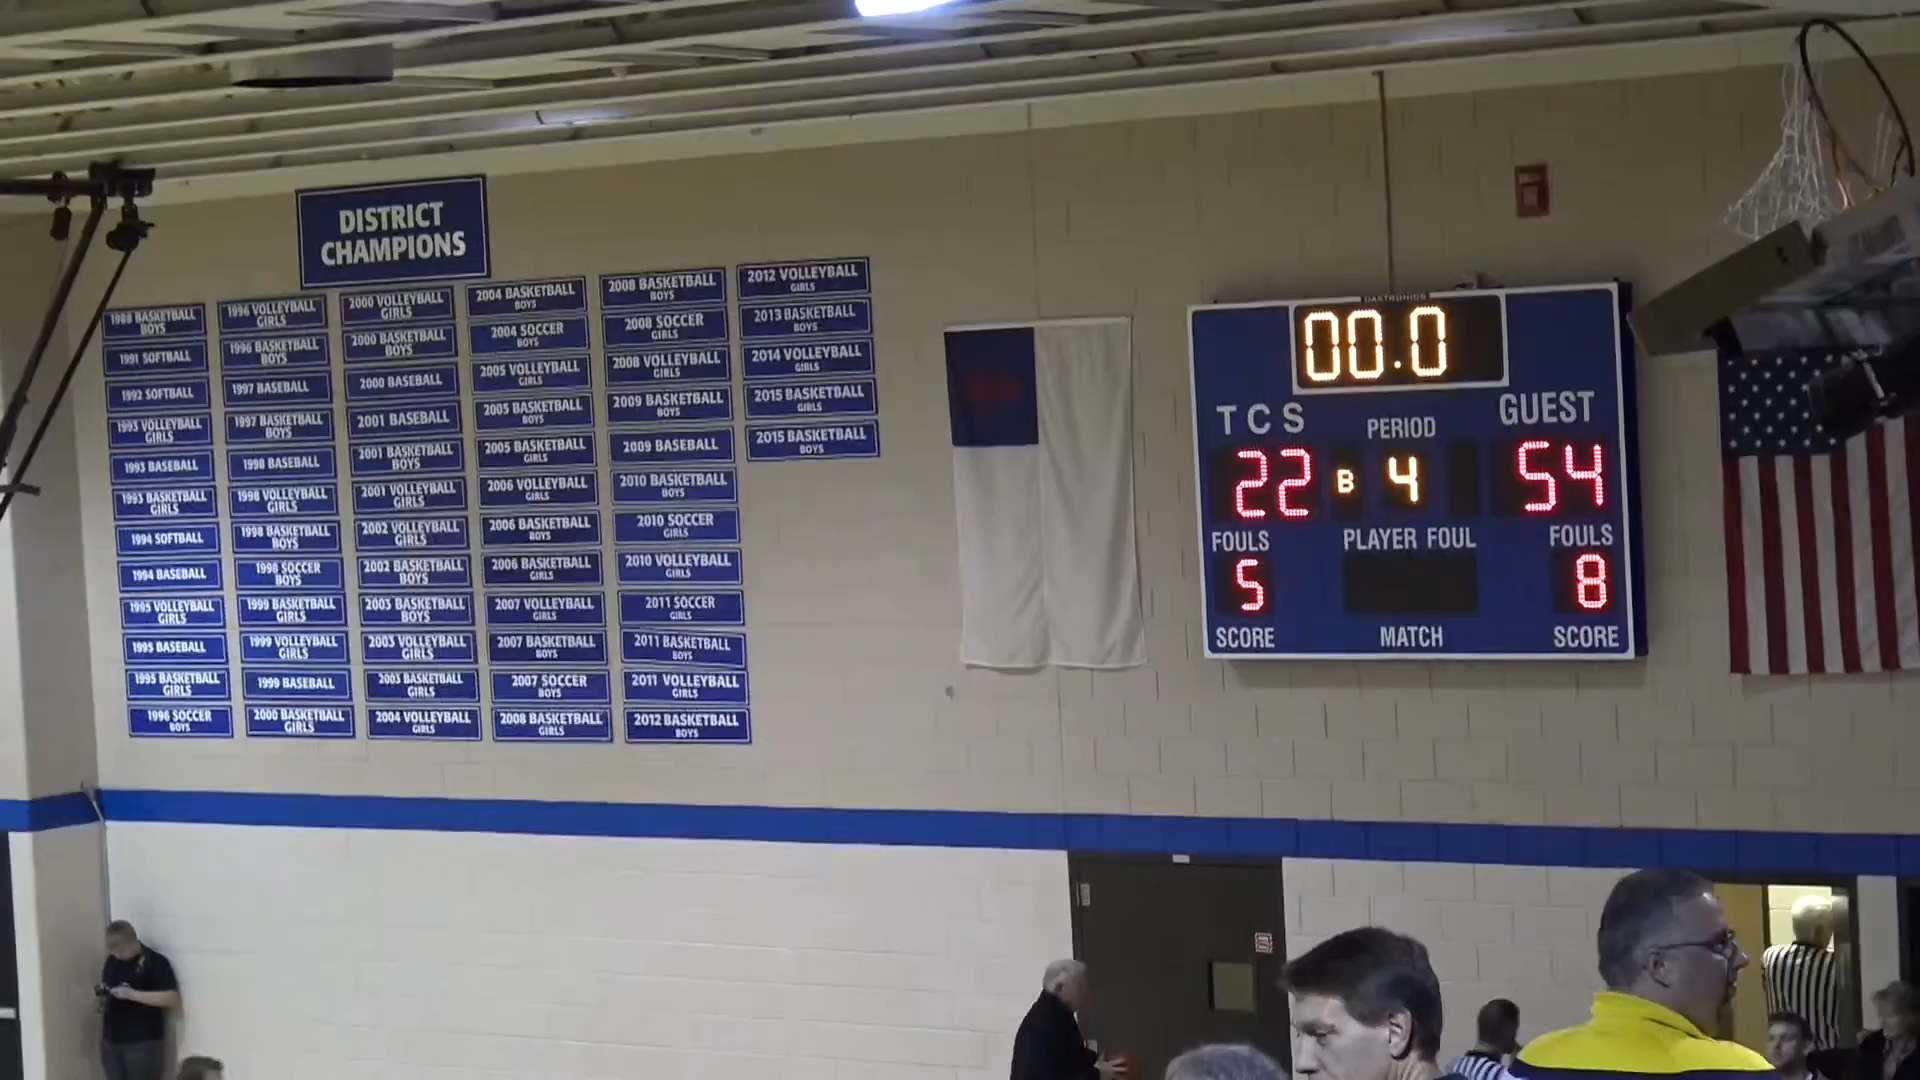 DISTRICT
CHAMPIONS
1988 BASKETBALL
BOYS
1991 SOFTBALL
1992 SOFTBALL
1993 VOLLEYBALL
GIRLS
1993 BASEBALL
1993 BASKETBALL
GIRLS
1994 SOFTBALL
1994 BASEBALL
1995 VOLLEYBALL
GIRLS
1995 BASEBALL
1995 BASKETBALL
GIRLS
1996 SOCCER
BOYS
1996 VOLLEYBALL
GIRLS
1996 BASKETBALL
BOYS
1997 BASEBALL
1997 BASKETBALL
BOYS
1998 BASEBALL
1998 VOLLEYBALL
GIRLS
1998 BASKETBALL
BOYS
1998 SOCCER
BOYS
1999 BASKETBALL
GIRLS
1999 VOLLEYBALL
GIRLS
1999 BASEBALL
2000 BASKETBALL
GIRLS
2000 VOLLEYBALL
GIRLS
2000 BASKETBALL
BOYS
2000 BASEBALL
2001 BASEBALL
2001 BASKETBALL
BOYS
2001 VOLLEYBALL
GIRLS
2002 VOLLEYBALL
GIRLS
2002 BASKETBALL
BOYS
2003 BASKETBALL
BOYS
2003 VOLLEYBALL
GIRLS
2003 BASKETBALL
GIRLS
2004 VOLLEYBALL
GIRLS
2004 BASKETBALL
BOYS
2004 SOCCER
BOYS
2005 VOLLEYBALL
GIRLS
2005 BASKETBALL
BOYS
2005 BASKETBALL
GIRLS
2006 VOLLEYBALL
GIRLS
2006 BASKETBALL
BOYS
2006 BASKETBALL
GIRLS
2007 VOLLEYBALL
GIRLS
2007 BASKETBALL
BOYS
2007 SOCCER
BOYS
2008 BASKETBALL
GIRLS
2008 BASKETBALL
BOYS
2008 SOCCER
GIRLS
2008 VOLLEYBALL
GIRLS
2009 BASKETBALL
BOYS
2009 BASEBALL
2010 BASKETBALL
BOYS
2010 SOCCER
GIRLS
2010 VOLLEYBALL
GIRLS
2011 SOCCER
GIRLS
2011 BASKETBALL
BOYS
2011 VOLLEYBALL
GIRLS
2012 BASKETBALL
BOYS
2012 VOLLEYBALL
GIRLS
2013 BASKETBALL
BOYS
2014 VOLLEYBALL
GIRLS
2015 BASKETBALL
GIRLS
2015 BASKETBALL
BOYS
DAKTRONICS
00.0
TCS PERIOD GUEST
22 B 4 54
FOULS PLAYER FOUL FOULS
5 8
SCORE MATCH SCORE